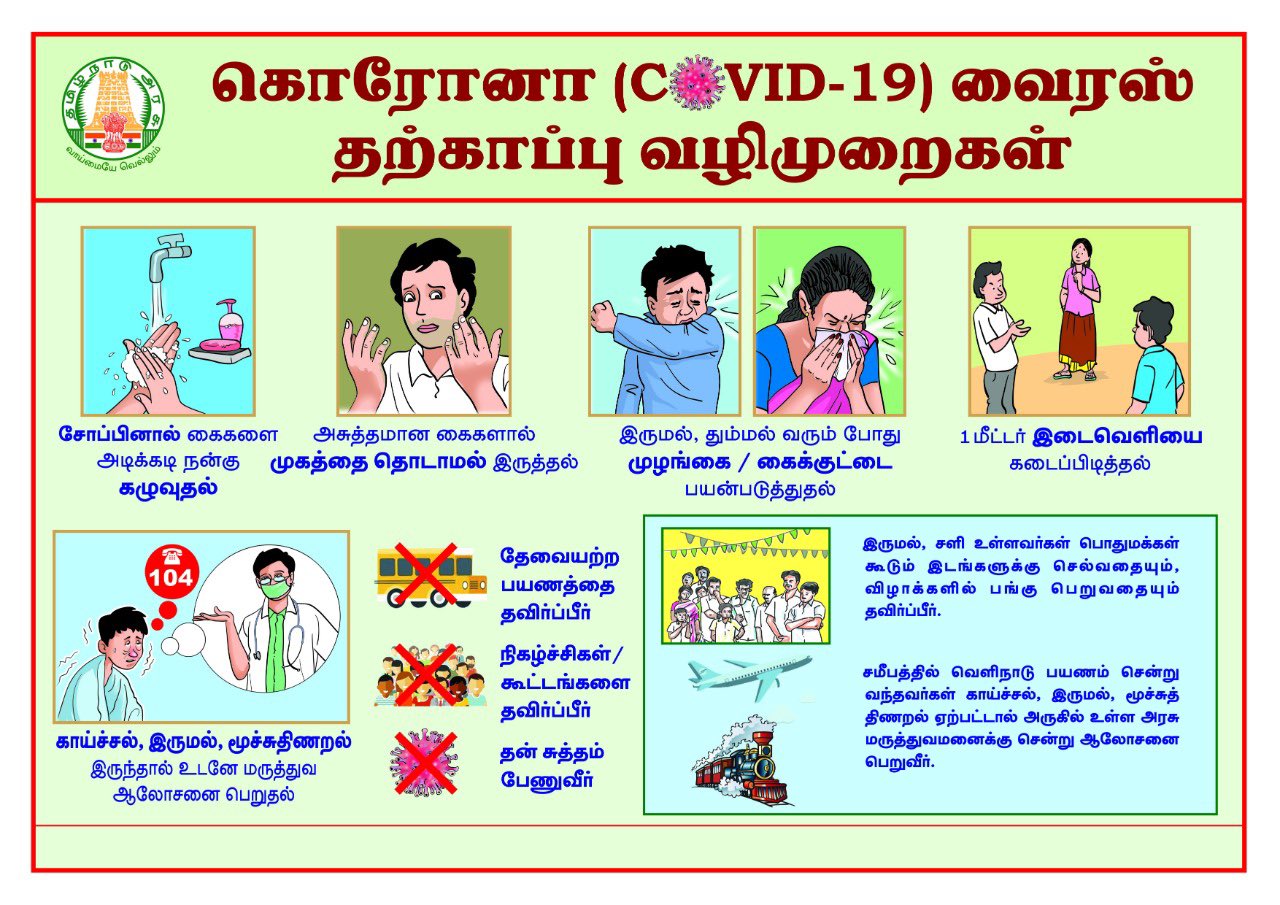 தமிழ்நாடு அரசு
வாய்மையே வெல்லும்
கொரோனா (COVID-19) வைரஸ்
தற்காப்பு வழிமுறைகள்
சோப்பினால் கைகளை
அடிக்கடி நன்கு
கழுவுதல்
அசுத்தமான கைகளால்
முகத்தை தொடாமல் இருத்தல்
இருமல், தும்மல் வரும் போது
முழங்கை / கைக்குட்டை
பயன்படுத்துதல்
1 மீட்டர் இடைவெளியை
கடைப்பிடித்தல்
104
காய்ச்சல், இருமல், மூச்சுதிணறல்
இருந்தால் உடனே மருத்துவ
ஆலோசனை பெறுதல்
தேவையற்ற
பயணத்தை
தவிர்ப்பீர்
நிகழ்ச்சிகள்/
கூட்டங்களை
தவிர்ப்பீர்
தன் சுத்தம்
பேணுவீர்
இருமல், சளி உள்ளவர்கள் பொதுமக்கள்
கூடும் இடங்களுக்கு செல்வதையும்,
விழாக்களில் பங்கு பெறுவதையும்
தவிர்ப்பீர்.
சமீபத்தில் வெளிநாடு பயணம் சென்று
வந்தவர்கள் காய்ச்சல், இருமல், மூச்சுத்
திணறல் ஏற்பட்டால் அருகில் உள்ள அரசு
மருத்துவமனைக்கு சென்று ஆலோசனை
பெறுவீர்.